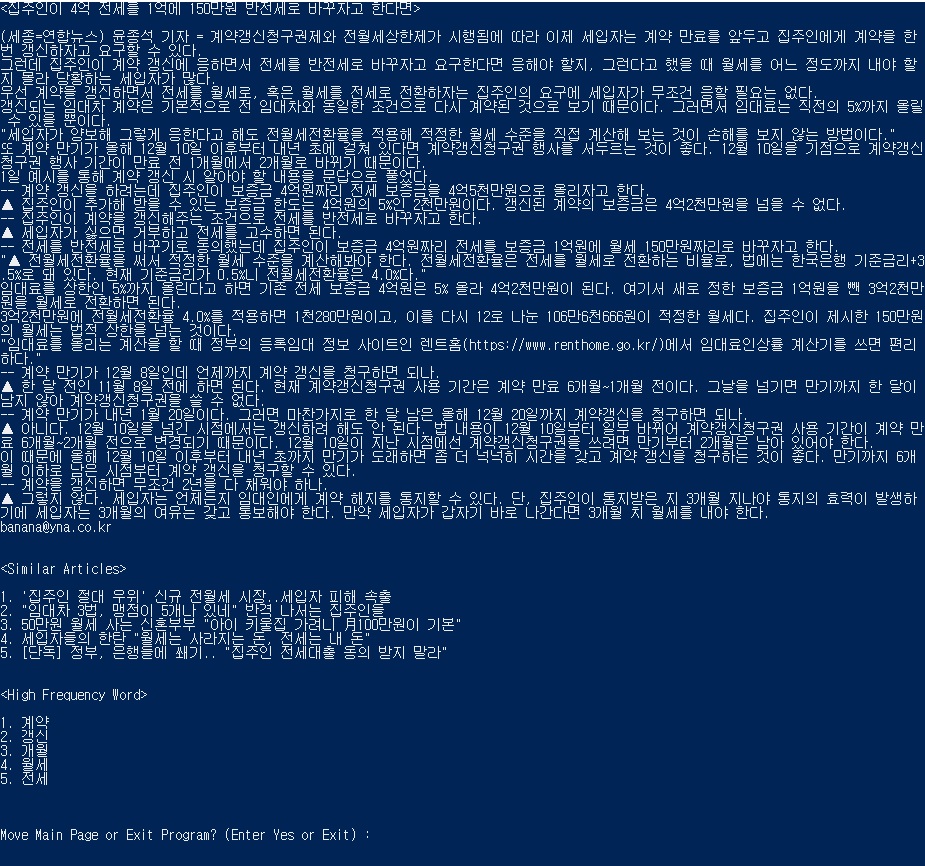 <집주인이 4억 전세를 1억에 150만원 반전세로 바꾸자고 한다면>
(세종=연합뉴스) 윤종석 기자 = 계약갱신청구권제와 전월세상한제가 시행됨에 따라 이제 세입자는 계약 만료를 앞두고 집주인에게 계약을 한
번 갱신하자고 요구할 수 있다.
그런데 집주인이 계약 갱신에 응하면서 전세를 반전세로 바꾸자고 요구한다면 응해야 할지, 그런다고 했을 때 월세를 어느 정도까지 내야 할
지 몰라 당황하는 세입자가 많다.
우선 계약을 갱신하면서 전세를 월세로, 혹은 월세를 전세로 전환하자는 집주인의 요구에 세입자가 무조건 응할 필요는 없다.
갱신되는 임대차 계약은 기본적으로 전 임대차와 동일한 조건으로 다시 계약된 것으로 보기 때문이다. 그러면서 임대료는 직전의 5%까지 올릴
수 있을 뿐이다.
"세입자가 양보해 그렇게 응한다고 해도 전월세전환율을 적용해 적정한 월세 수준을 직접 계산해 보는 것이 손해를 보지 않는 방법이다."
또 계약 만기가 올해 12월 10일 이후부터 내년 초에 걸쳐 있다면 계약갱신청구권 행사를 서두르는 것이 좋다. 12월 10일을 기점으로 계약갱신
청구권 행사 기간이 만료 전 1개월에서 2개월로 바뀌기 때문이다.
1일 예시를 통해 계약 갱신 시 알아야 할 내용을 문답으로 풀었다.
-- 계약 갱신을 하려는데 집주인이 보증금 4억원짜리 전세 보증금을 4억5천만원으로 올리자고 한다.
▲ 집주인이 추가해 받을 수 있는 보증금 한도는 4억원의 5%인 2천만원이다. 갱신된 계약의 보증금은 4억2천만원을 넘을 수 없다.
-- 집주인이 계약을 갱신해주는 조건으로 전세를 반전세로 바꾸자고 한다.
▲ 세입자가 싫으면 거부하고 전세를 고수하면 된다.
-- 전세를 반전세로 바꾸기로 동의했는데 집주인이 보증금 4억원짜리 전세를 보증금 1억원에 월세 150만원짜리로 바꾸자고 한다.
"▲ 전월세전환율을 써서 적정한 월세 수준을 계산해봐야 한다. 전월세전환율은 전세를 월세로 전환하는 비율로, 법에는 한국은행 기준금리+3
.5%로 돼 있다. 현재 기준금리가 0.5%니 전월세전환율은 4.0%다."
임대료를 상한인 5%까지 올린다고 하면 기존 전세 보증금 4억원은 5% 올라 4억2천만원이 된다. 여기서 새로 정한 보증금 1억원을 뺀 3억2천만
원을 월세로 전환하면 된다.
3억2천만원에 전월세전환율 4.0%를 적용하면 1천280만원이고, 이를 다시 12로 나눈 106만6천666원이 적정한 월세다. 집주인이 제시한 150만원
의 월세는 법적 상한을 넘는 것이다.
"임대료를 올리는 계산을 할 때 정부의 등록임대 정보 사이트인 렌트홈(https://www.renthome.go.kr/)에서 임대료인상률 계산기를 쓰면 편리
하다."
-- 계약 만기가 12월 8일인데 언제까지 계약 갱신을 청구하면 되나.
▲ 한 달 전인 11월 8일 전에 하면 된다. 현재 계약갱신청구권 사용 기간은 계약 만료 6개월~1개월 전이다. 그날을 넘기면 만기까지 한 달이
남지 않아 계약갱신청구권을 쓸 수 없다.
-- 계약 만기가 내년 1월 20일이다. 그러면 마찬가지로 한 달 남은 올해 12월 20일까지 계약갱신을 청구하면 되나.
▲ 아니다. 12월 10일을 넘긴 시점에서는 갱신하려 해도 안 된다. 법 내용이 12월 10일부터 일부 바뀌어 계약갱신청구권 사용 기간이 계약 만
료 6개월~2개월 전으로 변경되기 때문이다. 12월 10일이 지난 시점에선 계약갱신청구권을 쓰려면 만기부터 2개월은 남아 있어야 한다.
이 때문에 올해 12월 10일 이후부터 내년 초까지 만기가 도래하면 좀 더 넉넉히 시간을 갖고 계약 갱신을 청구하는 것이 좋다. 만기까지 6개
월 이하로 남은 시점부터 계약 갱신을 청구할 수 있다.
-- 계약을 갱신하면 무조건 2년을 다 채워야 하나.
▲ 그렇지 않다. 세입자는 언제든지 임대인에게 계약 해지를 통지할 수 있다. 단, 집주인이 통지받은 지 3개월 지나야 통지의 효력이 발생하
기에 세입자는 3개월의 여유는 갖고 통보해야 한다. 만약 세입자가 갑자기 바로 나간다면 3개월 치 월세를 내야 한다.
banana@yna.co.kr
<Similar Articles>
1. '집주인 절대 우위' 신규 전월세 시장..세입자 피해 속출
2. "임대차 3법, 맹점이 5개나 있네" 반격 나서는 집주인들
3. 50만원 월세 사는 신혼부부 "아이 키울집 가려니 月100만원이 기본"
4. 세입자들의 한탄 "월세는 사라지는 돈, 전세는 내 돈"
5. [단독] 정부, 은행들에 쐐기.. "집주인 전세대출 동의 받지 말라"
<High Frequency Word>
1. 계약
2. 갱신
3. 개월
4. 월세
5. 전세
Move Main Page or Exit Program? (Enter Yes or Exit) :